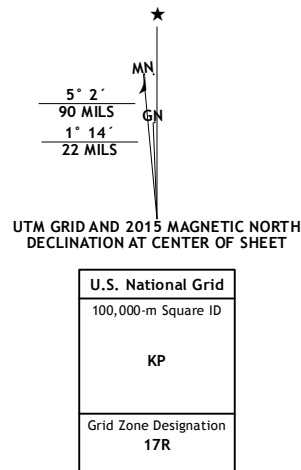 ★
MN
5° 2´
90 MILS
GN
1° 14´
22 MILS
UTM GRID AND 2015 MAGNETIC NORTH
DECLINATION AT CENTER OF SHEET
U.S. National Grid
100,000-m Square ID
KP
Grid Zone Designation
17R